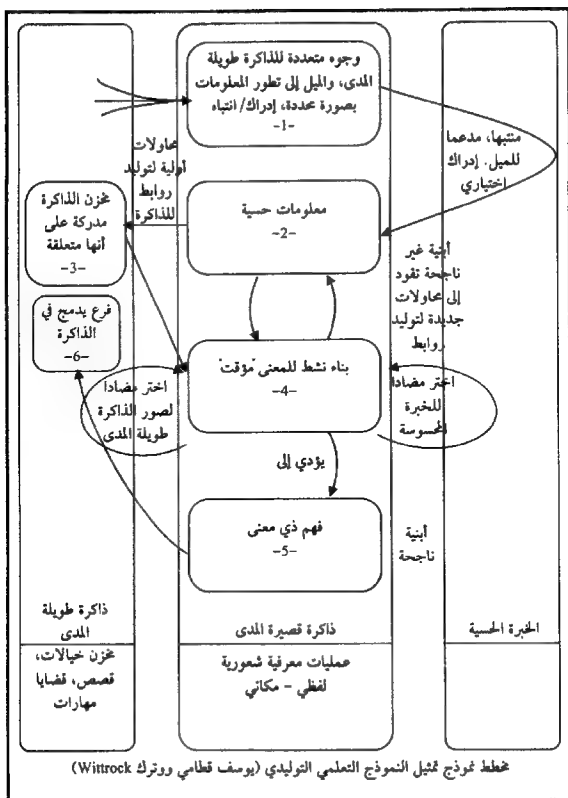 وجوه متعددة للذاكرة طويلة
المدى، والميل إلى تطور المعلومات
بصورة محددة، إدراك/ انتباه
-1-
منتبها، مدعما
للميل. إدراك
اختياري
محاولات
أولية لتوليد
روابط
للذاكرة
معلومات حسية
-2-
مخزن الذاكرة
مدركة على
أنها متعلقة
-3-
أبنية غير
ناجحة تقود
إلى محاولات
جديدة لتوليد
روابط
فرع يدمج في
الذاكرة
-6-
بناء نشط للمعنى "مؤقت"
-4-
اختر مضادا
للخبرة
المحسوسة
اختر مضادا
لصور الذاكرة
طويلة المدى
يؤدي إلى
فهم ذي معنى
-5-
أبنية
ناجحة
الخبرة الحسية
ذاكرة قصيرة المدى
ذاكرة طويلة
المدى
عمليات معرفية شعورية
لفظي – مكاني
مخزن خيالات،
قصص، قضايا
مهارات
مخطط نموذج تمثيل النموذج التعلمي التوليدي (يوسف قطامي ووترك Wittrock)